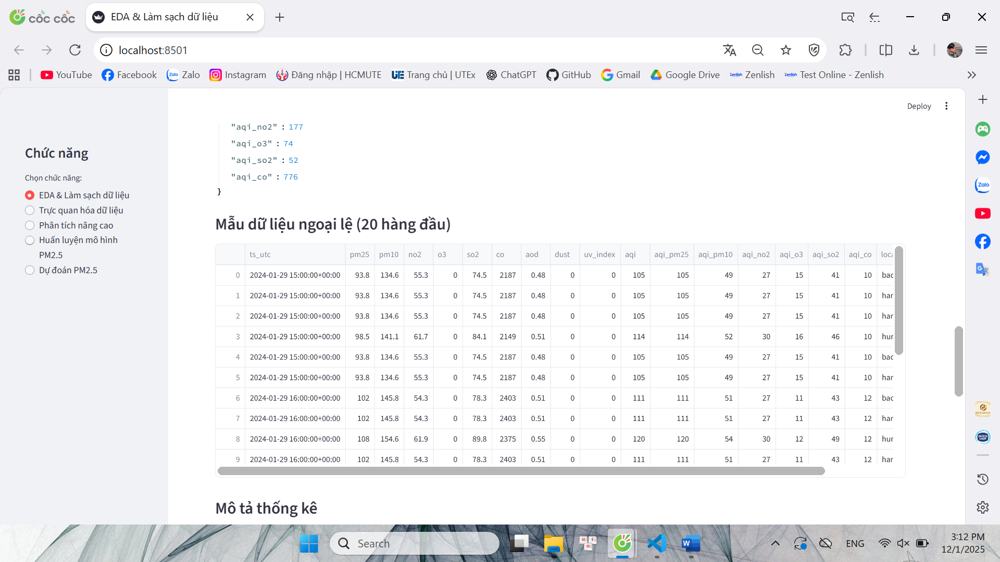 cốc cốc
EDA & Làm sạch dữ liệu
localhost:8501
YouTube Facebook Zalo Instagram Đăng nhập | HCMUTE Trang chủ | UTEx ChatGPT GitHub Gmail Google Drive Zenlish Test Online - Zenlish
Deploy
Chức năng
Chọn chức năng:
EDA & Làm sạch dữ liệu
Trực quan hóa dữ liệu
Phân tích nâng cao
Huấn luyện mô hình
PM2.5
Dự đoán PM2.5
"aqi_no2" : 177
"aqi_o3" : 74
"aqi_so2" : 52
"aqi_co" : 776
}
Mẫu dữ liệu ngoại lệ (20 hàng đầu)
ts_utc pm25 pm10 no2 o3 so2 co aod dust uv_index aqi aqi_pm25 aqi_pm10 aqi_no2 aqi_o3 aqi_so2 aqi_co loca
0 2024-01-29 15:00:00+00:00 93.8 134.6 55.3 0 74.5 2187 0.48 0 0 105 105 49 27 15 41 10 bac
1 2024-01-29 15:00:00+00:00 93.8 134.6 55.3 0 74.5 2187 0.48 0 0 105 105 49 27 15 41 10 har
2 2024-01-29 15:00:00+00:00 93.8 134.6 55.3 0 74.5 2187 0.48 0 0 105 105 49 27 15 41 10 har
3 2024-01-29 15:00:00+00:00 98.5 141.1 61.7 0 84.1 2149 0.51 0 0 114 114 52 30 16 46 10 hur
4 2024-01-29 15:00:00+00:00 93.8 134.6 55.3 0 74.5 2187 0.48 0 0 105 105 49 27 15 41 10 bac
5 2024-01-29 15:00:00+00:00 93.8 134.6 55.3 0 74.5 2187 0.48 0 0 105 105 49 27 15 41 10 har
6 2024-01-29 16:00:00+00:00 102 145.8 54.3 0 78.3 2403 0.51 0 0 111 111 51 27 11 43 12 bac
7 2024-01-29 16:00:00+00:00 102 145.8 54.3 0 78.3 2403 0.51 0 0 111 111 51 27 11 43 12 har
8 2024-01-29 16:00:00+00:00 108 154.6 61.9 0 89.8 2375 0.55 0 0 120 120 54 30 12 49 12 hur
9 2024-01-29 16:00:00+00:00 102 145.8 54.3 0 78.3 2403 0.51 0 0 111 111 51 27 11 43 12 har
Mô tả thống kê
Zalo
Search
ENG
3:12 PM
12/1/2025